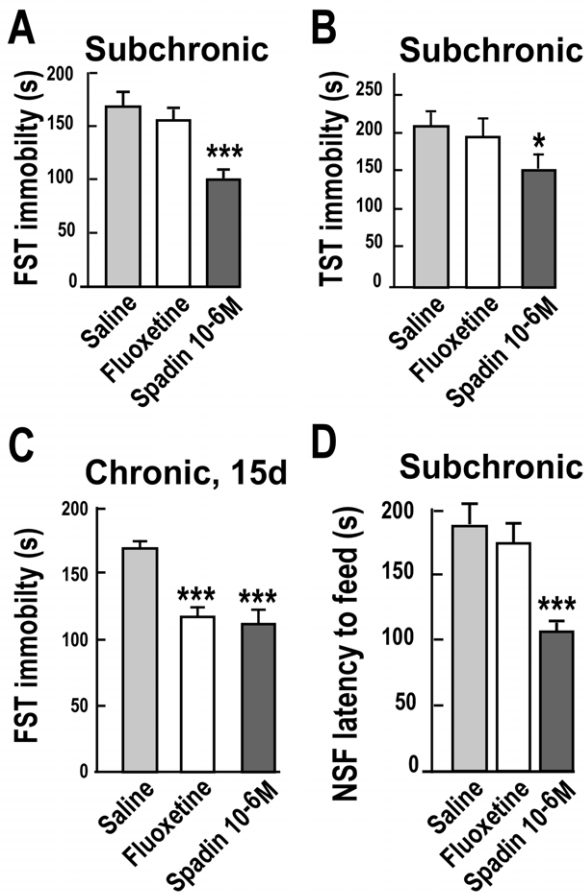 A
Subchronic
FST immobilty (s)
200
150
100
50
0
***
Saline
Fluoxetine
Spadin 10-6M
B
Subchronic
TST immobilty (s)
250
200
150
100
50
0
*
Saline
Fluoxetine
Spadin 10-6M
C
Chronic, 15d
FST immobilty (s)
200
150
100
50
0
*** ***
Saline
Fluoxetine
Spadin 10-6M
D
Subchronic
NSF latency to feed (s)
200
150
100
50
0
***
Saline
Fluoxetine
Spadin 10-6M